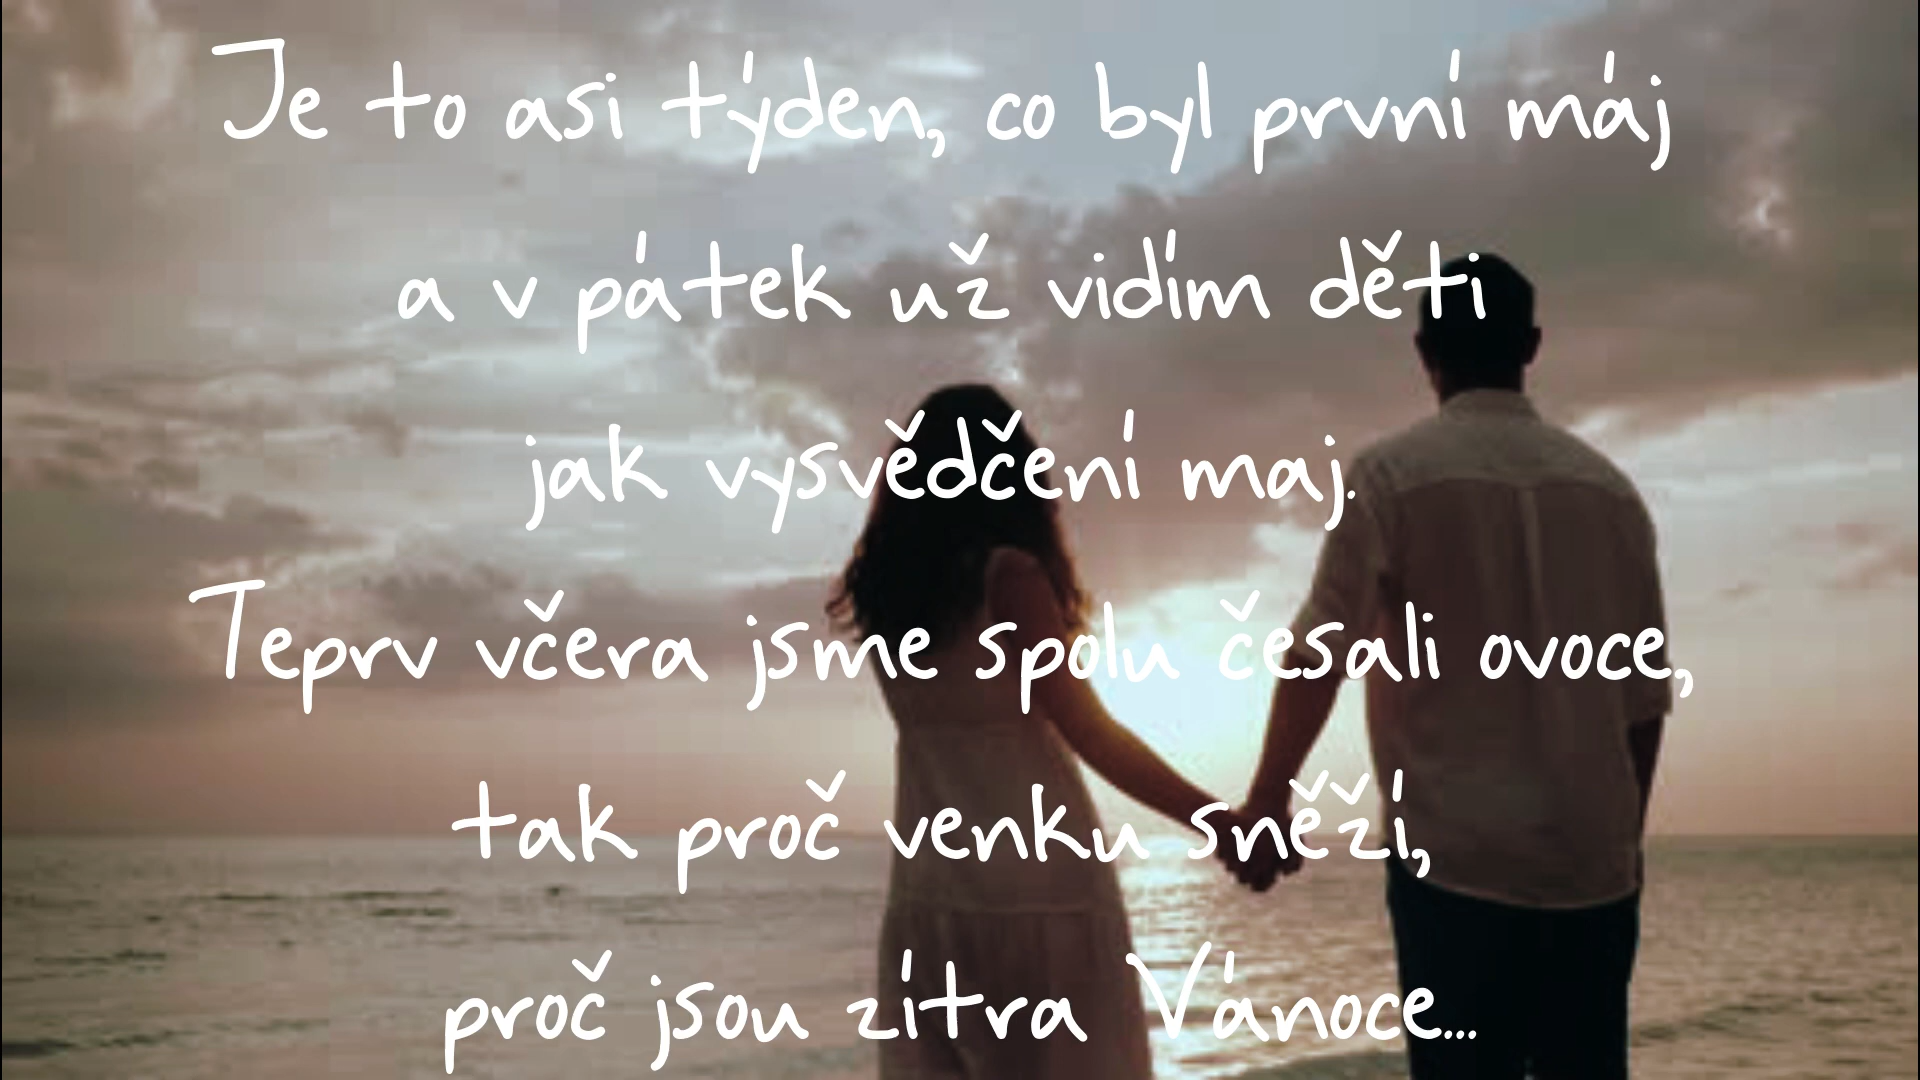 Je to asi týden, co byl první máj
a v pátek už vidím děti
jak vysvědčení maj.
Teprv včera jsme spolu česali ovoce,
tak proč venku sněží,
proč jsou zítra Vánoce...